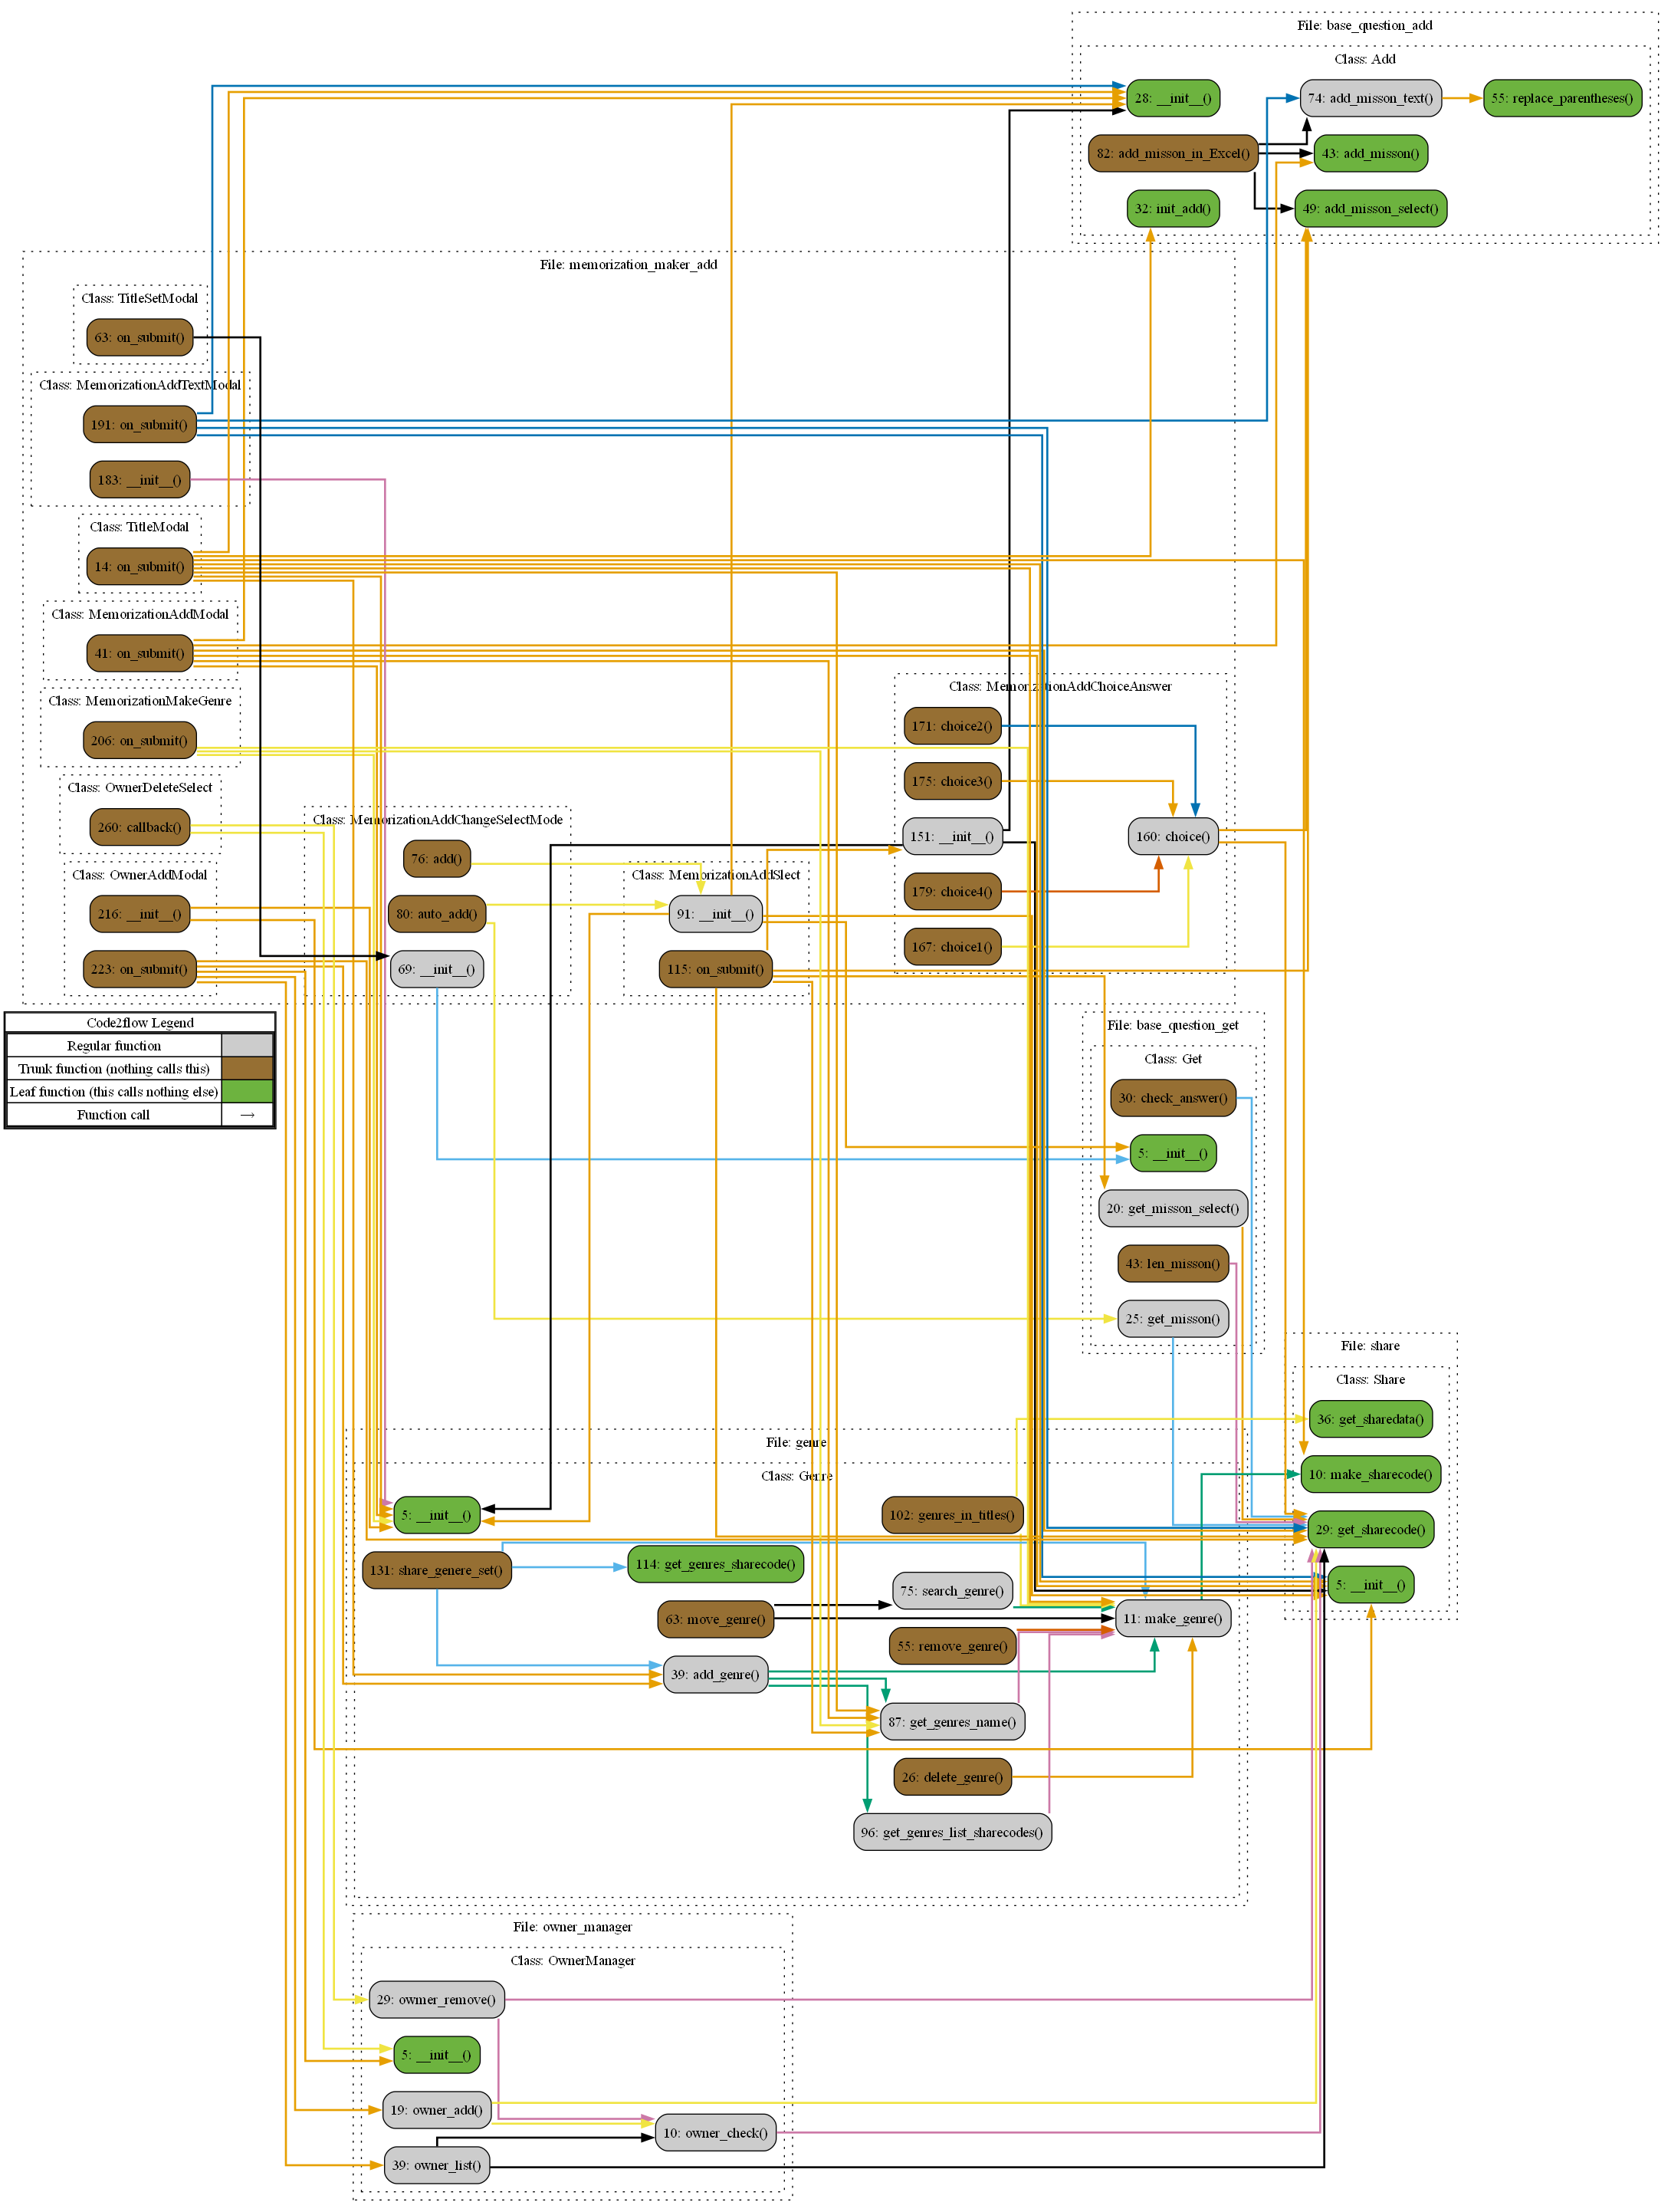 File: base_question_add
Class: Add
28: __init__()
74: add_misson_text()
55: replace_parentheses()
82: add_misson_in_Excel()
43: add_misson()
32: init_add()
49: add_misson_select()
File: memorization_maker_add
Class: TitleSetModal
63: on_submit()
Class: MemorizationAddTextModal
191: on_submit()
183: __init__()
Class: TitleModal
14: on_submit()
Class: MemorizationAddModal
41: on_submit()
Class: MemorizationMakeGenre
206: on_submit()
Class: OwnerDeleteSelect
260: callback()
Class: OwnerAddModal
216: __init__()
223: on_submit()
Class: MemorizationAddChangeSelectMode
76: add()
80: auto_add()
69: __init__()
Class: MemorizationAddSlect
91: __init__()
115: on_submit()
Class: MemorizationAddChoiceAnswer
171: choice2()
175: choice3()
151: __init__()
160: choice()
179: choice4()
167: choice1()
Code2flow Legend
Regular function
Trunk function (nothing calls this)
Leaf function (this calls nothing else)
Function call →
File: base_question_get
Class: Get
30: check_answer()
5: __init__()
20: get_misson_select()
43: len_misson()
25: get_misson()
File: share
Class: Share
36: get_sharedata()
10: make_sharecode()
29: get_sharecode()
5: __init__()
File: genre
Class: Genre
5: __init__()
102: genres_in_titles()
131: share_genere_set()
114: get_genres_sharecode()
75: search_genre()
63: move_genre()
11: make_genre()
55: remove_genre()
39: add_genre()
87: get_genres_name()
26: delete_genre()
96: get_genres_list_sharecodes()
File: owner_manager
Class: OwnerManager
29: owmer_remove()
5: __init__()
19: owner_add()
10: owner_check()
39: owner_list()